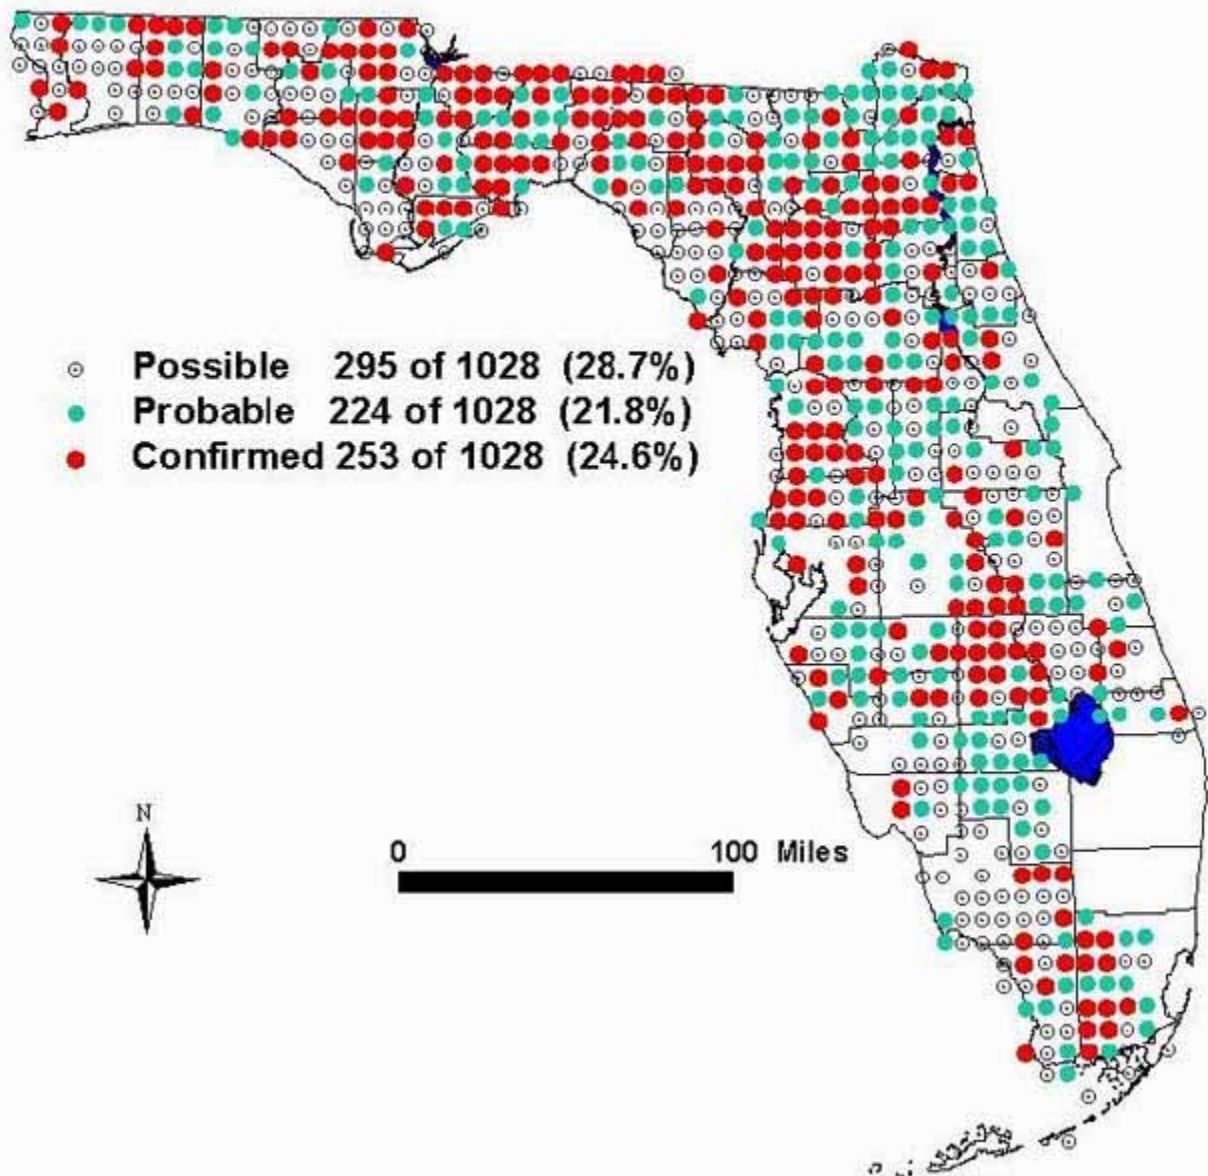 Possible 295 of 1028 (28.7%)
Probable 224 of 1028 (21.8%)
Confirmed 253 of 1028 (24.6%)
N
0 100 Miles